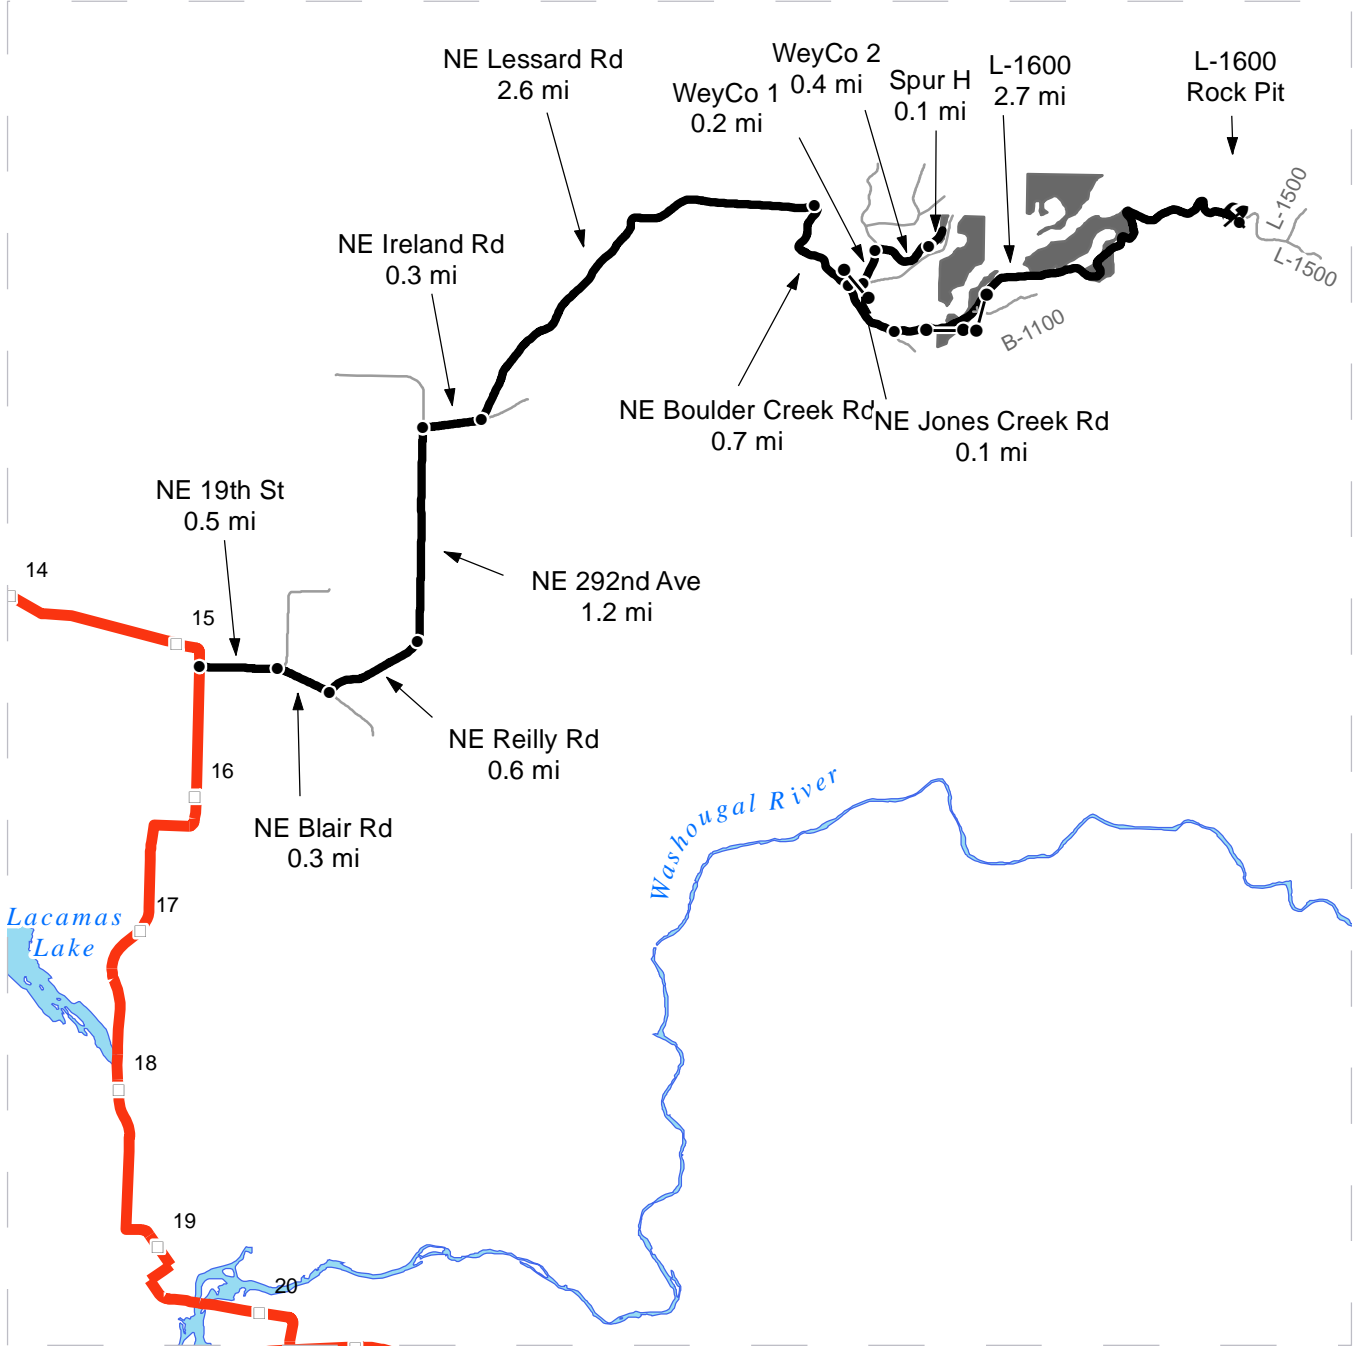 NE Lessard Rd
2.6 mi
WeyCo 1
0.2 mi
WeyCo 2
0.4 mi
Spur H
0.1 mi
L-1600
2.7 mi
L-1600
Rock Pit
L-1500
L-1500
B-1100
NE Ireland Rd
0.3 mi
NE Boulder Creek Rd
0.7 mi
NE Jones Creek Rd
0.1 mi
NE 19th St
0.5 mi
NE 292nd Ave
1.2 mi
14
15
NE Reilly Rd
0.6 mi
16
NE Blair Rd
0.3 mi
Washougal River
17
Lacamas
Lake
18
19
20